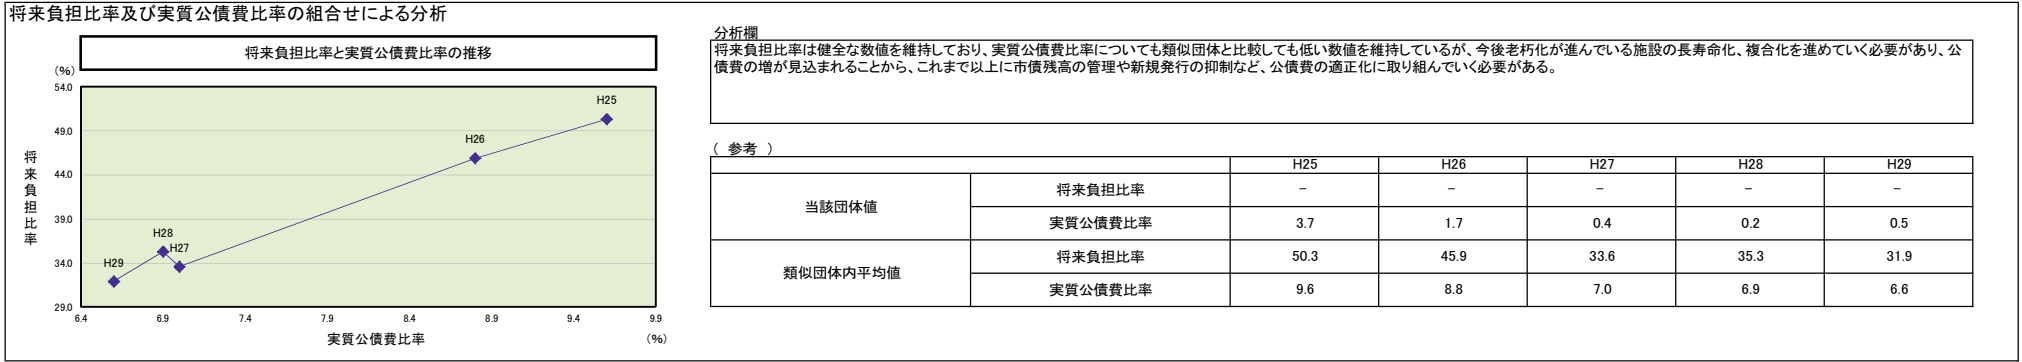 将来負担比率及び実質公債費比率の組合せによる分析
将来負担比率と実質公債費比率の推移
(%)
54.0
49.0
44.0
39.0
34.0
29.0
将来負担比率
H25
H26
H28
H27
H29
6.4 6.9 7.4 7.9 8.4 8.9 9.4 9.9
実質公債費比率
(%)
分析欄
将来負担比率は健全な数値を維持しており、実質公債費比率についても類似団体と比較しても低い数値を維持しているが、今後老朽化が進んでいる施設の長寿命化、複合化を進めていく必要があり、公
債費の増が見込まれることから、これまで以上に市債残高の管理や新規発行の抑制など、公債費の適正化に取り組んでいく必要がある。
( 参考 )
H25 H26 H27 H28 H29
当該団体値
将来負担比率 － － － － －
実質公債費比率 3.7 1.7 0.4 0.2 0.5
類似団体内平均値
将来負担比率 50.3 45.9 33.6 35.3 31.9
実質公債費比率 9.6 8.8 7.0 6.9 6.6